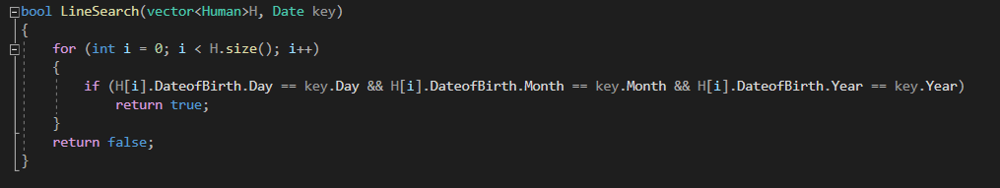 bool LineSearch(vector<Human>H, Date key)
{
for (int i = 0; i < H.size(); i++)
{
if (H[i].DateofBirth.Day == key.Day && H[i].DateofBirth.Month == key.Month && H[i].DateofBirth.Year == key.Year)
return true;
}
return false;
}